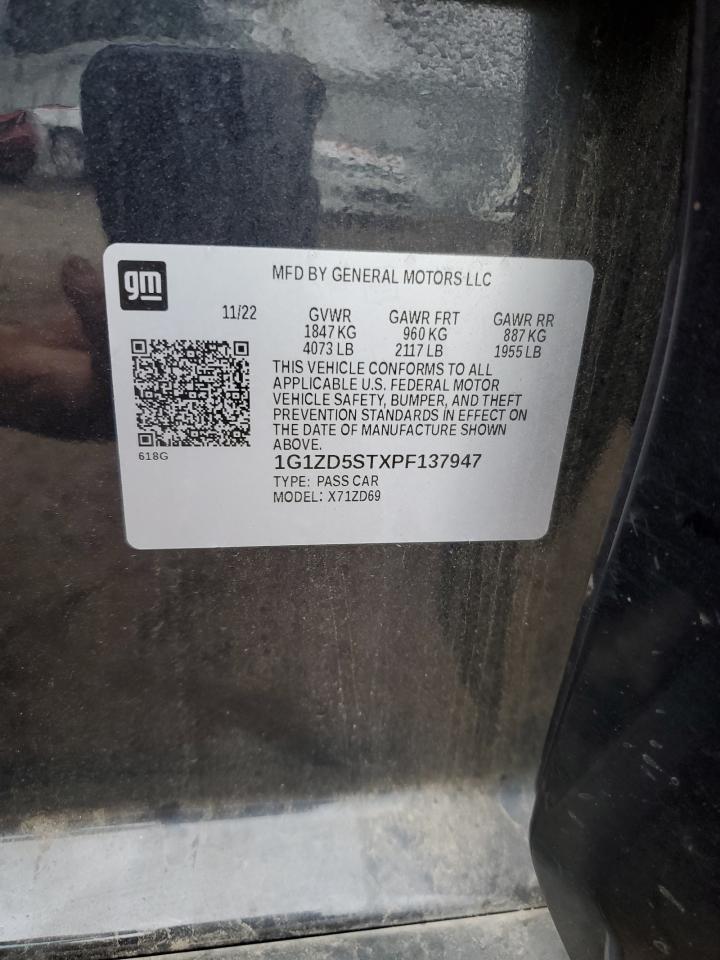 gm
MFD BY GENERAL MOTORS LLC
11/22
GVWR
1847 KG
4073 LB
GAWR FRT
960 KG
2117 LB
GAWR RR
887 KG
1955 LB
THIS VEHICLE CONFORMS TO ALL
APPLICABLE U.S. FEDERAL MOTOR
VEHICLE SAFETY, BUMPER, AND THEFT
PREVENTION STANDARDS IN EFFECT ON
THE DATE OF MANUFACTURE SHOWN
ABOVE.
618G
1G1ZD5STXPF137947
TYPE: PASS CAR
MODEL: X71ZD69